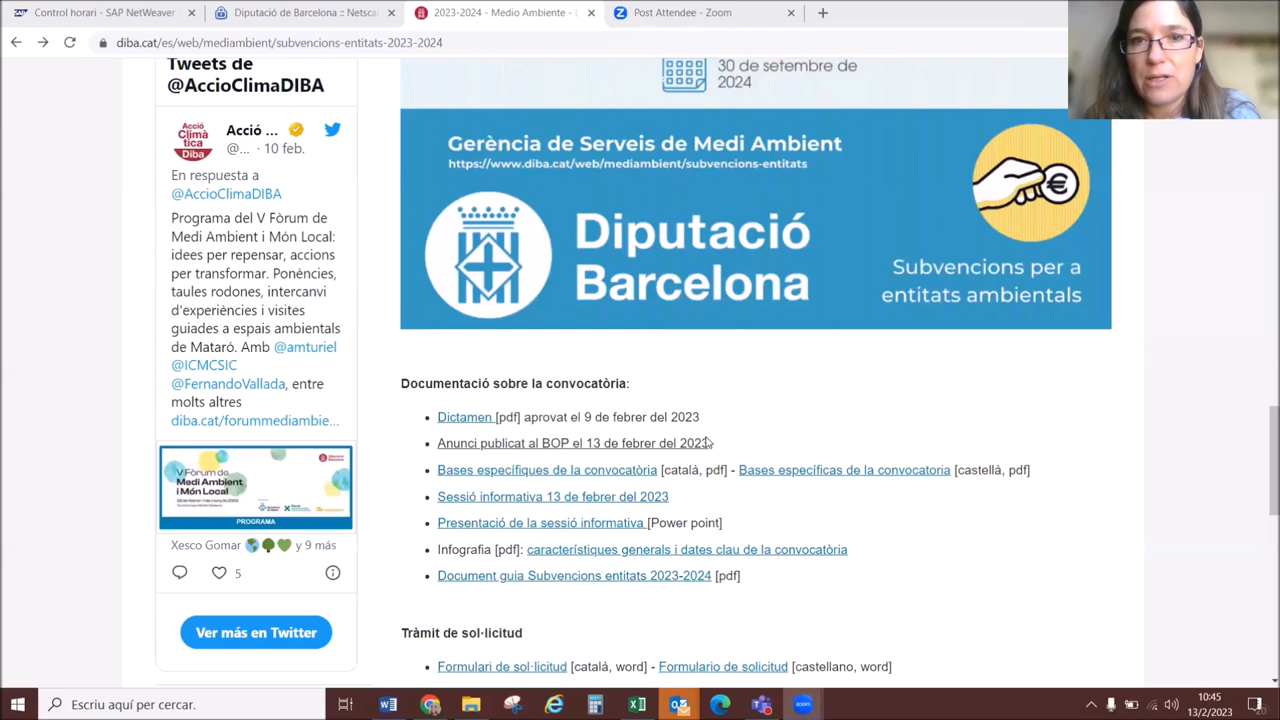 Control horari - SAP NetWeaver
Diputació de Barcelona :: Netsca
2023-2024 - Medio Ambiente -
Post Attendee - Zoom
diba.cat/es/web/mediambient/subvencions-entitats-2023-2024
Tweets de
@AccioClimaDIBA
Acció
Climà
tica
Diba
Acció ...
@... · 10 feb.
En respuesta a
@AccioClimaDIBA
Programa del V Fòrum de
Medi Ambient i Món Local:
idees per repensar, accions
per transformar. Ponències,
taules rodones, intercanvi
d'experiències i visites
guiades a espais ambientals
de Mataró. Amb @amturiel
@ICMCSIC
@FernandoVallada, entre
molts altres
diba.cat/forummediambie...
V Fòrum de
Medi Ambient
i Món Local
PROGRAMA
Xesco Gomar y 9 más
5
Ver más en Twitter
30 de setembre de
2024
Gerència de Serveis de Medi Ambient
https://www.diba.cat/web/mediambient/subvencions-entitats
Diputació
Barcelona
Subvencions per a
entitats ambientals
Documentació sobre la convocatòria:
Dictamen [pdf] aprovat el 9 de febrer del 2023
Anunci publicat al BOP el 13 de febrer del 2023
Bases específiques de la convocatòria [català, pdf] - Bases específicas de la convocatoria [castellà, pdf]
Sessió informativa 13 de febrer del 2023
Presentació de la sessió informativa [Power point]
Infografia [pdf]: característiques generals i dates clau de la convocatòria
Document guia Subvencions entitats 2023-2024 [pdf]
Tràmit de sol·licitud
Formulari de sol·licitud [català, word] - Formulario de solicitud [castellano, word]
Escriu aquí per cercar.
10:45
13/2/2023